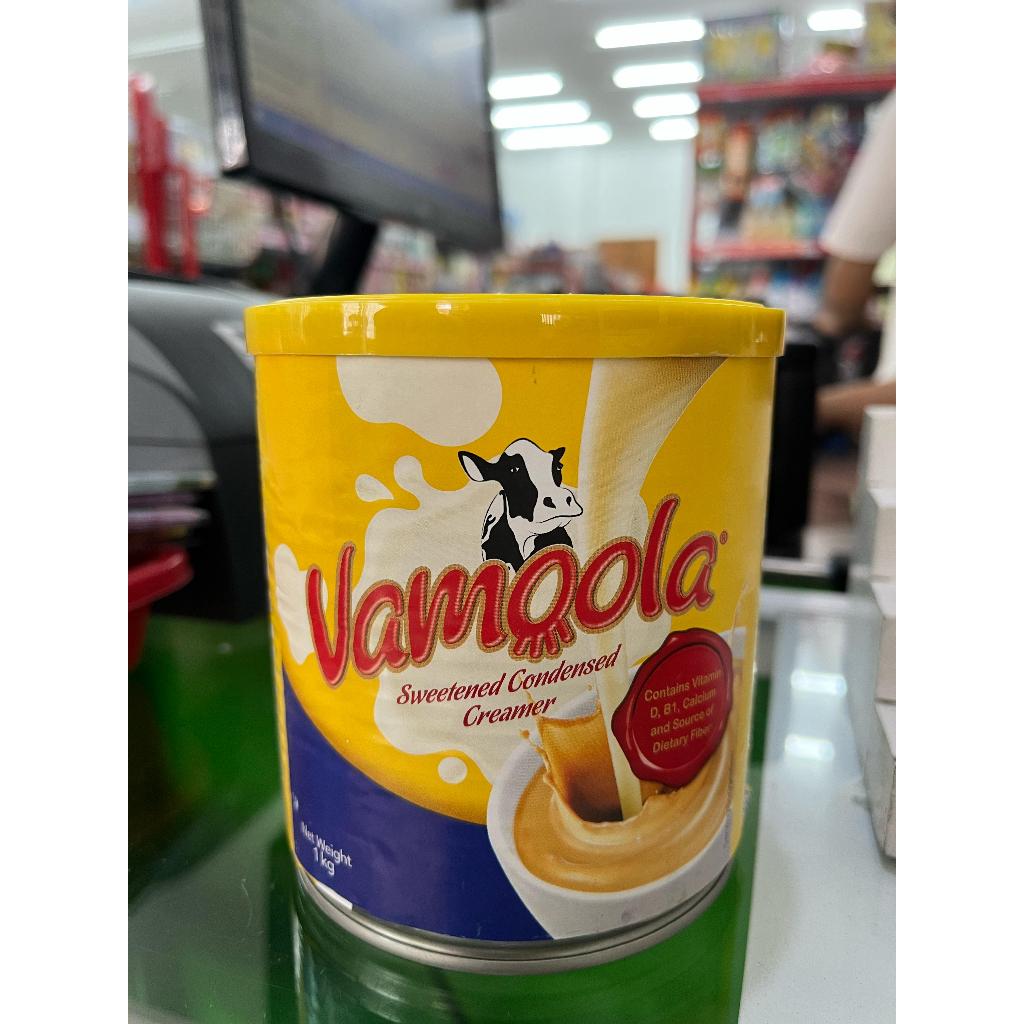 Vamoola®
Sweetened Condensed
Creamer
Contains Vitamin
D, B1, Calcium
and Source of
Dietary Fiber
Net Weight
1 kg